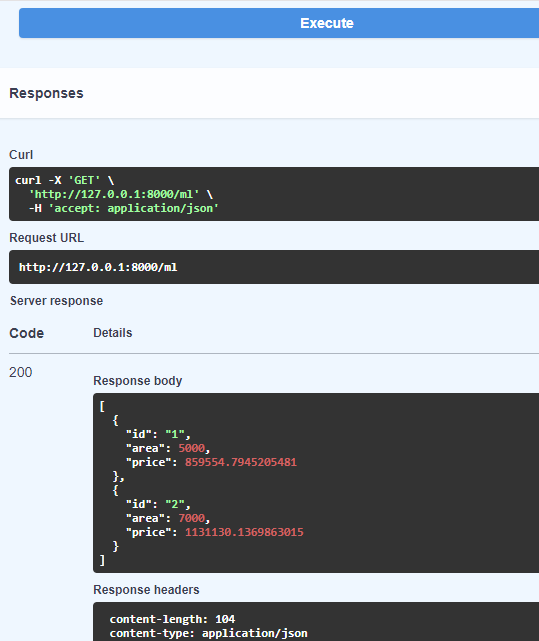 Execute
Responses
Curl
curl -X 'GET' \
  'http://127.0.0.1:8000/ml' \
  -H 'accept: application/json'
Request URL
http://127.0.0.1:8000/ml
Server response
Code Details
200
Response body
[
  {
    "id": "1",
    "area": 5000,
    "price": 859554.7945205481
  },
  {
    "id": "2",
    "area": 7000,
    "price": 1131130.1369863015
  }
]
Response headers
content-length: 104
content-type: application/json